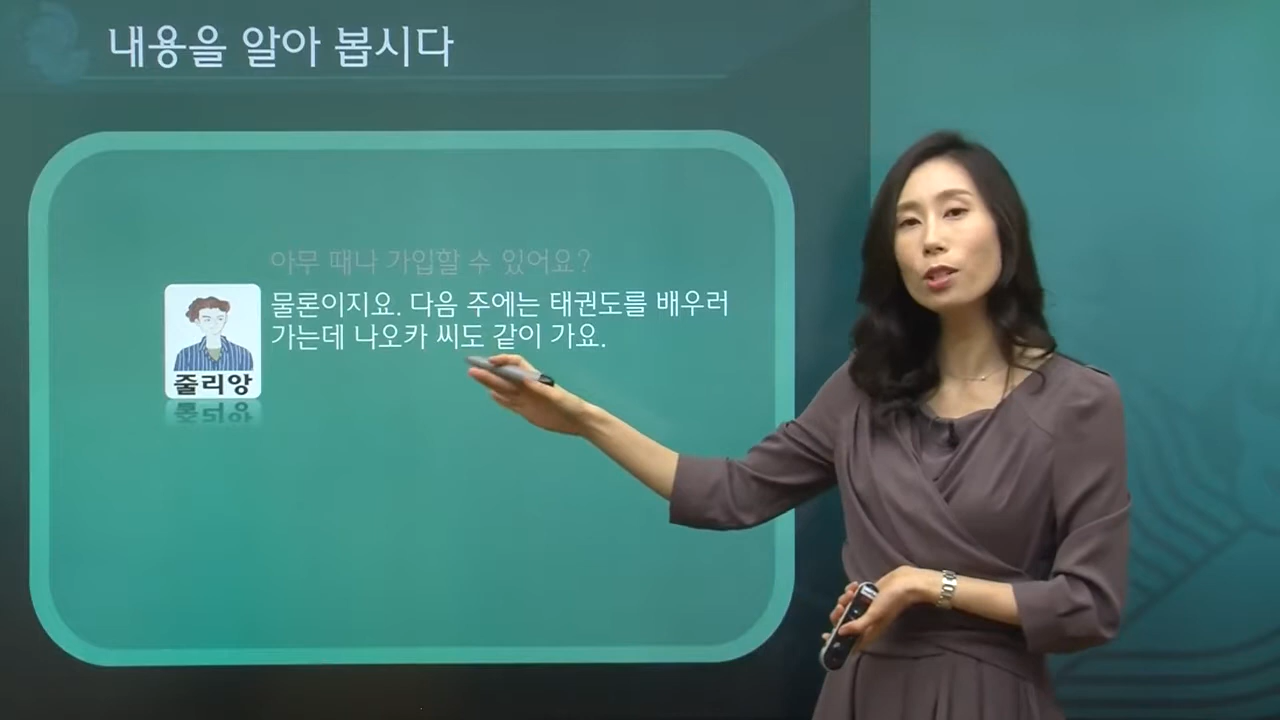 내용을 알아 봅시다
아무 때나 가입할 수 있어요?
물론이지요. 다음 주에는 태권도를 배우러
가는데 나오카 씨도 같이 가요.
줄리앙